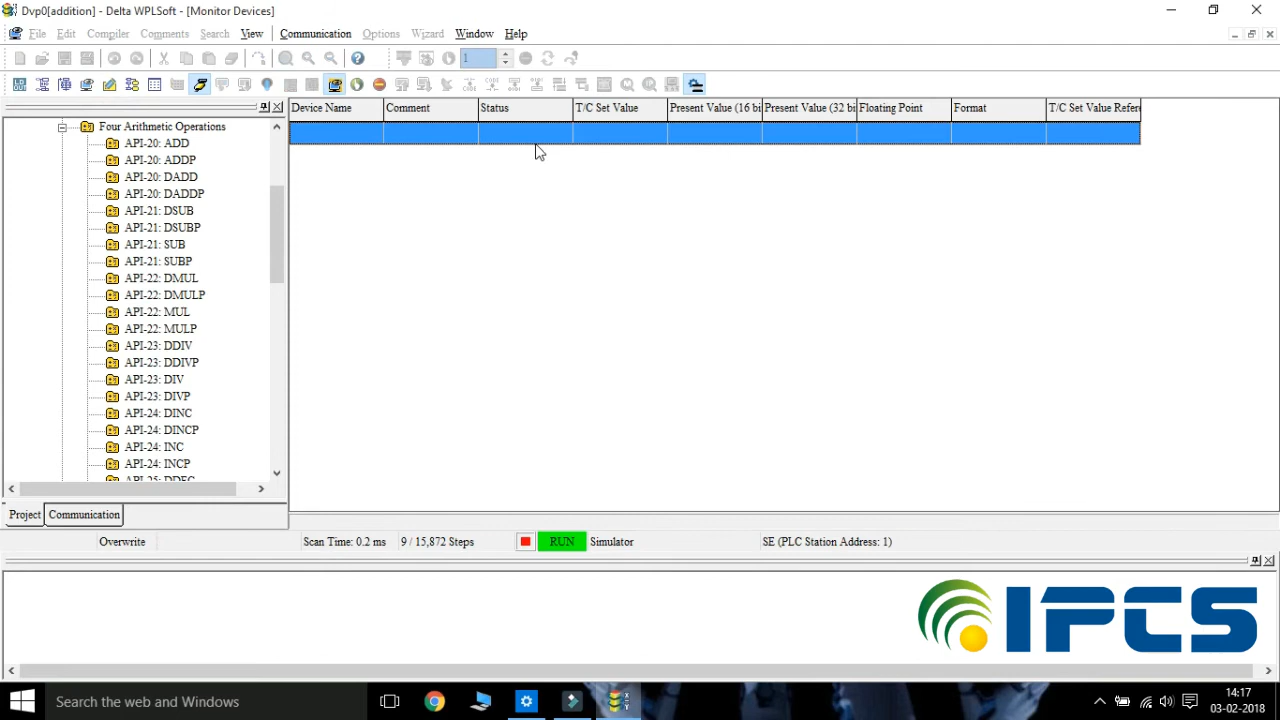 Dvp0[addition] - Delta WPLSoft - [Monitor Devices]
File Edit Compiler Comments Search View Communication Options Wizard Window Help
1
Device Name Comment Status T/C Set Value Present Value (16 bi Present Value (32 bi Floating Point Format T/C Set Value Refere
Four Arithmetic Operations
API-20: ADD
API-20: ADDP
API-20: DADD
API-20: DADDP
API-21: DSUB
API-21: DSUBP
API-21: SUB
API-21: SUBP
API-22: DMUL
API-22: DMULP
API-22: MUL
API-22: MULP
API-23: DDIV
API-23: DDIVP
API-23: DIV
API-23: DIVP
API-24: DINC
API-24: DINCP
API-24: INC
API-24: INCP
API-25: DDEC
Project Communication
Overwrite Scan Time: 0.2 ms 9 / 15,872 Steps RUN Simulator SE (PLC Station Address: 1)
IPCS
Search the web and Windows
14:17
03-02-2018